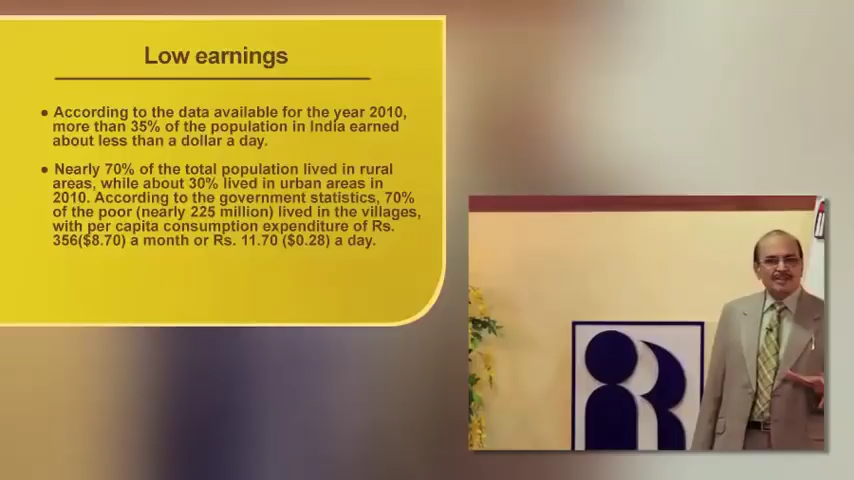 Low earnings
● According to the data available for the year 2010,
more than 35% of the population in India earned
about less than a dollar a day.
● Nearly 70% of the total population lived in rural
areas, while about 30% lived in urban areas in
2010. According to the government statistics, 70%
of the poor (nearly 225 million) lived in the villages,
with per capita consumption expenditure of Rs.
356($8.70) a month or Rs. 11.70 ($0.28) a day.